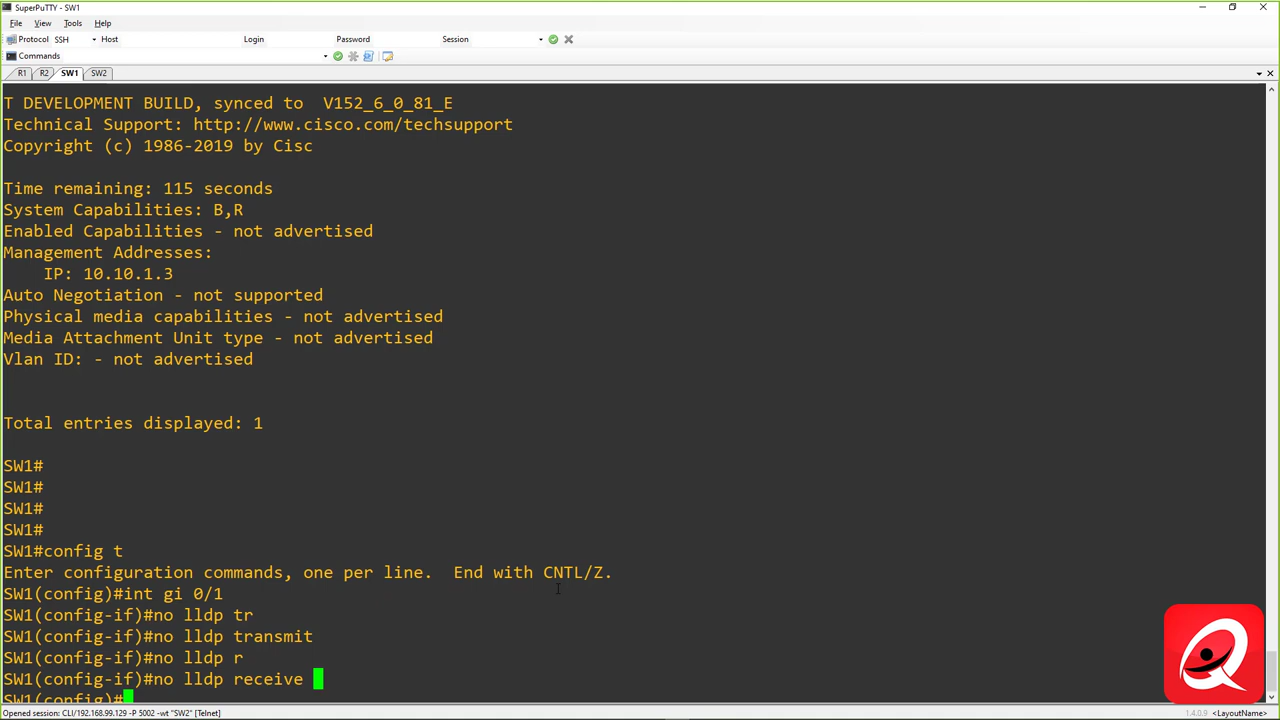 SuperPuTTY - SW1
File View Tools Help
Protocol SSH Host Login Password Session
Commands
R1 R2 SW1 SW2
T DEVELOPMENT BUILD, synced to  V152_6_0_81_E
Technical Support: http://www.cisco.com/techsupport
Copyright (c) 1986-2019 by Cisc
Time remaining: 115 seconds
System Capabilities: B,R
Enabled Capabilities - not advertised
Management Addresses:
    IP: 10.10.1.3
Auto Negotiation - not supported
Physical media capabilities - not advertised
Media Attachment Unit type - not advertised
Vlan ID: - not advertised
Total entries displayed: 1
SW1#
SW1#
SW1#
SW1#
SW1#config t
Enter configuration commands, one per line.  End with CNTL/Z.
SW1(config)#int gi 0/1
SW1(config-if)#no lldp tr
SW1(config-if)#no lldp transmit
SW1(config-if)#no lldp r
SW1(config-if)#no lldp receive
SW1(config)#
Opened session: CLI/192.168.99.129 -P 5002 -wt "SW2" [Telnet] 1.4.0.9 <LayoutName>